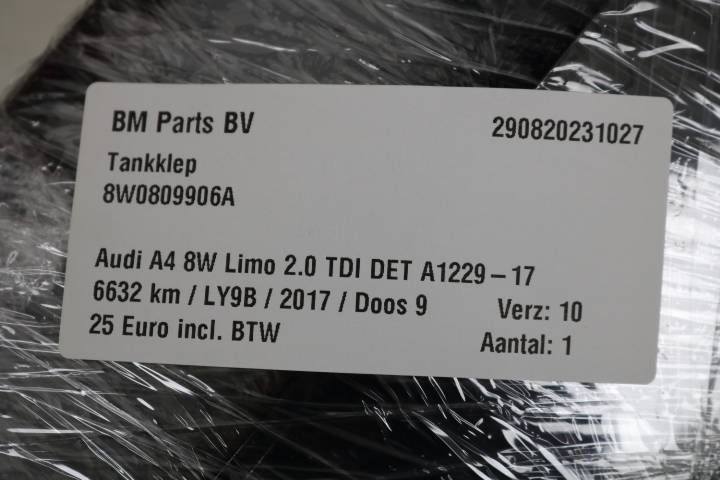 BM Parts BV 290820231027
Tankklep
8W0809906A
Audi A4 8W Limo 2.0 TDI DET A1229-17
6632 km / LY9B / 2017 / Doos 9 Verz: 10
25 Euro incl. BTW Aantal: 1